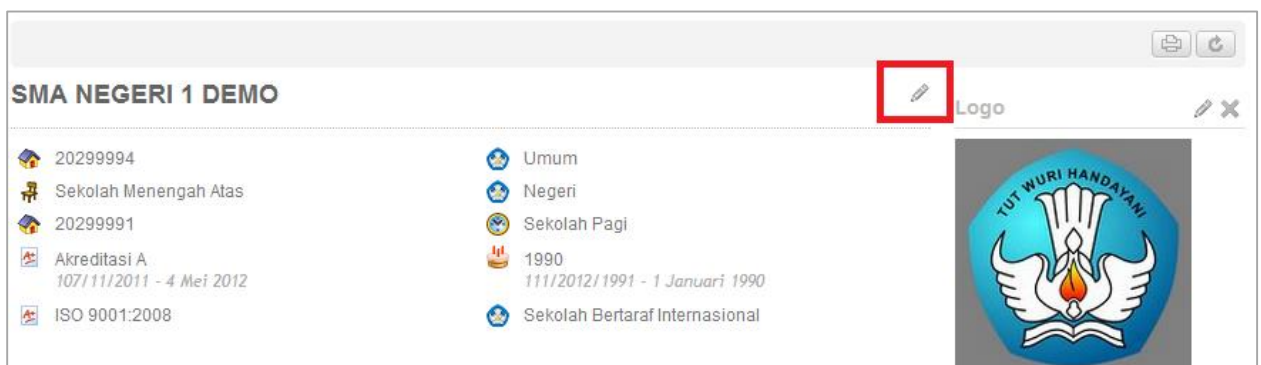 SMA NEGERI 1 DEMO
Logo
20299994
Umum
Sekolah Menengah Atas
Negeri
20299991
Sekolah Pagi
Akreditasi A
107/11/2011 - 4 Mei 2012
1990
111/2012/1991 - 1 Januari 1990
ISO 9001:2008
Sekolah Bertaraf Internasional
TUT WURI HANDAYANI